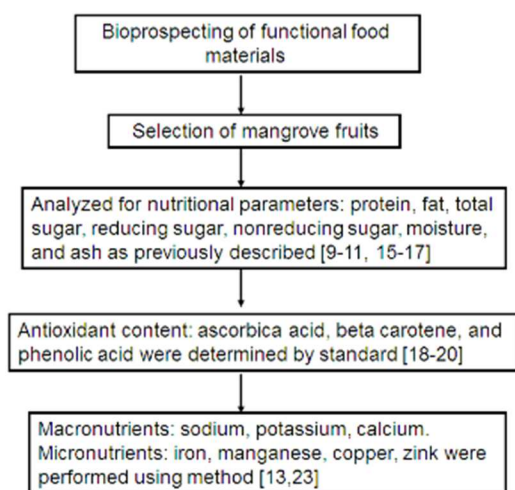 Bioprospecting of functional food
materials
Selection of mangrove fruits
Analyzed for nutritional parameters: protein, fat, total
sugar, reducing sugar, nonreducing sugar, moisture,
and ash as previously described [9-11, 15-17]
Antioxidant content: ascorbica acid, beta carotene, and
phenolic acid were determined by standard [18-20]
Macronutrients: sodium, potassium, calcium.
Micronutrients: iron, manganese, copper, zink were
performed using method [13,23]